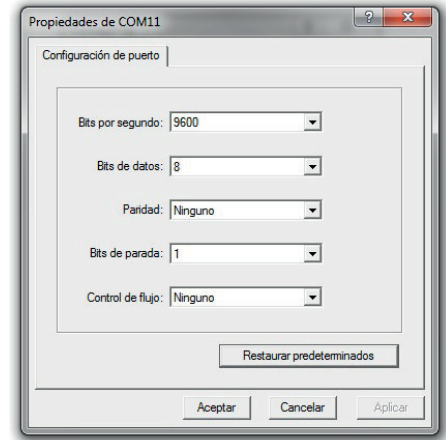 Propiedades de COM11
Configuración de puerto
Bits por segundo: 9600
Bits de datos: 8
Paridad: Ninguno
Bits de parada: 1
Control de flujo: Ninguno
Restaurar predeterminados
Aceptar Cancelar Aplicar